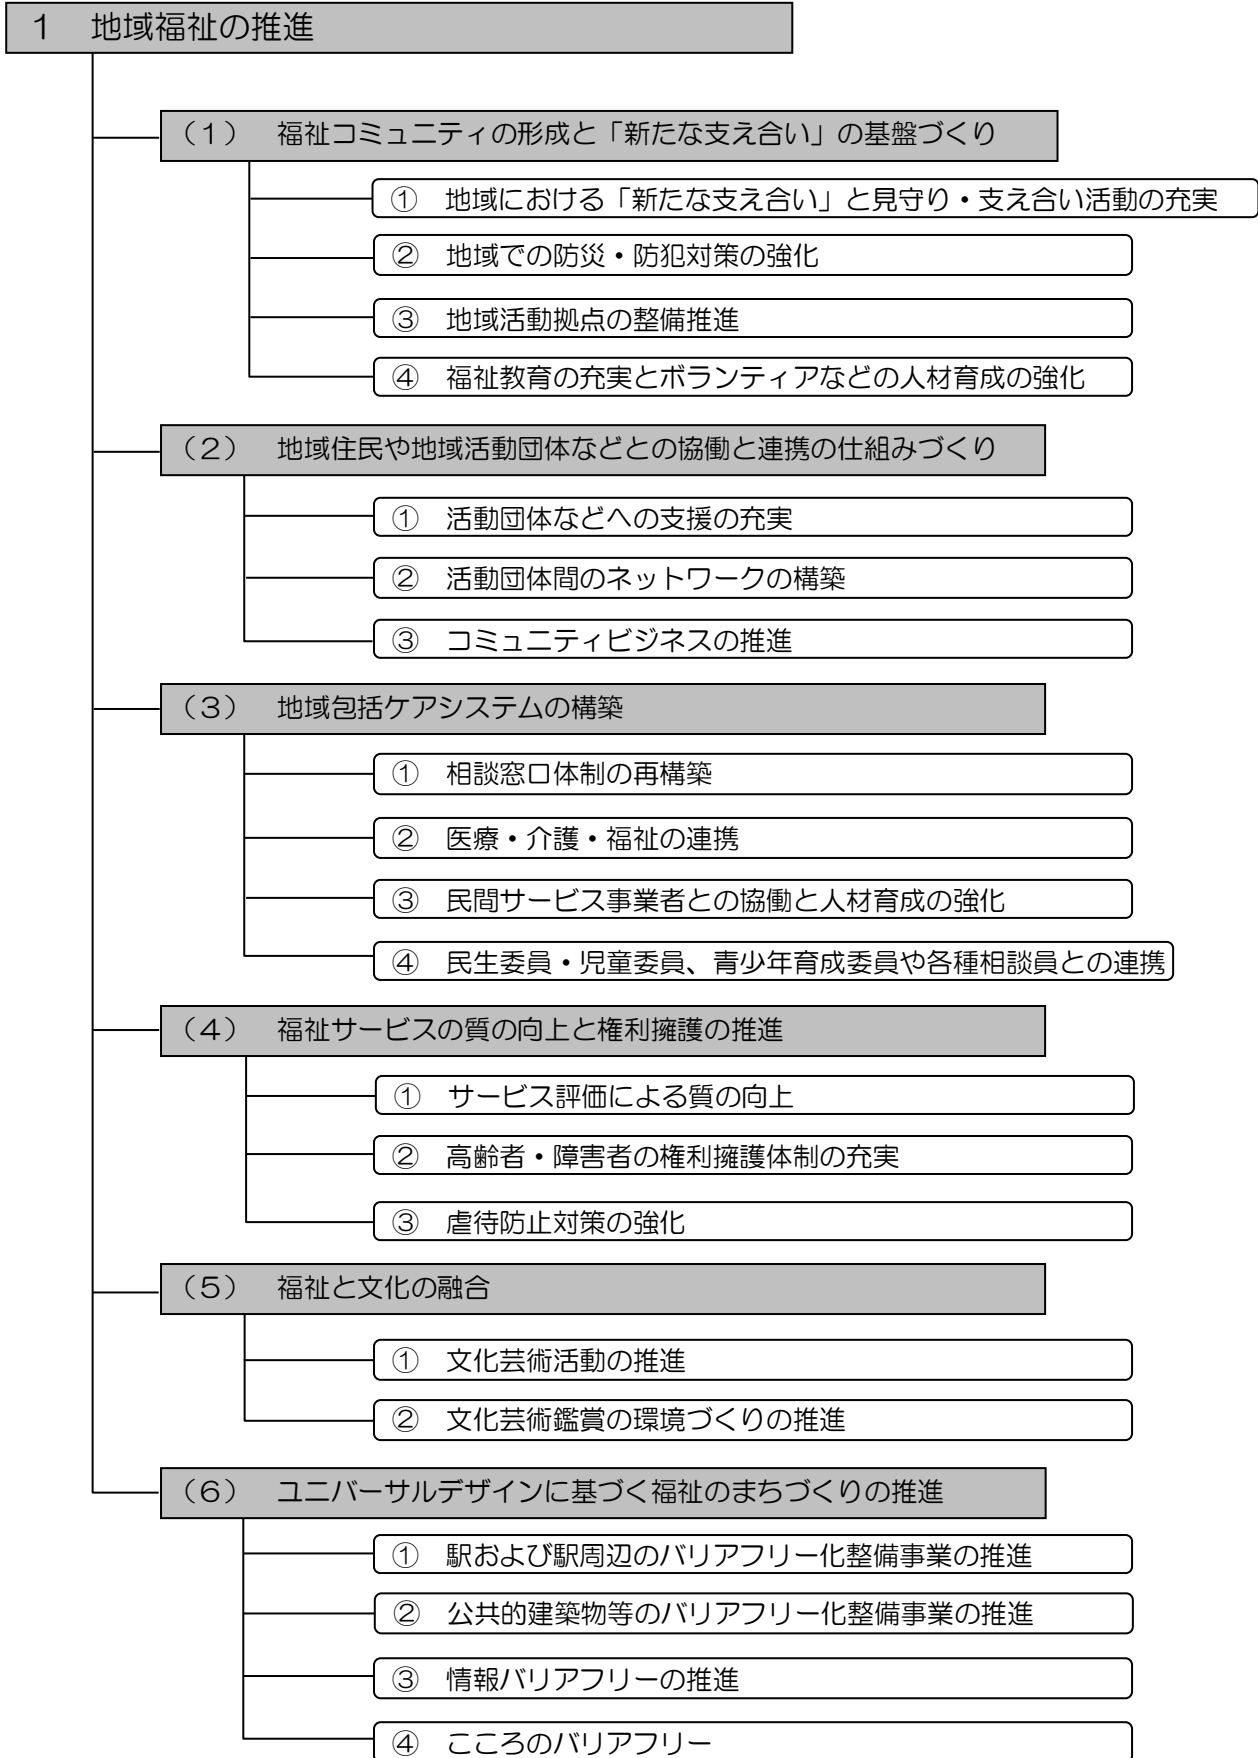 １　地域福祉の推進
（１）　福祉コミュニティの形成と「新たな支え合い」の基盤づくり
①　地域における「新たな支え合い」と見守り・支え合い活動の充実
②　地域での防災・防犯対策の強化
③　地域活動拠点の整備推進
④　福祉教育の充実とボランティアなどの人材育成の強化
（２）　地域住民や地域活動団体などとの協働と連携の仕組みづくり
①　活動団体などへの支援の充実
②　活動団体間のネットワークの構築
③　コミュニティビジネスの推進
（３）　地域包括ケアシステムの構築
①　相談窓口体制の再構築
②　医療・介護・福祉の連携
③　民間サービス事業者との協働と人材育成の強化
④　民生委員・児童委員、青少年育成委員や各種相談員との連携
（４）　福祉サービスの質の向上と権利擁護の推進
①　サービス評価による質の向上
②　高齢者・障害者の権利擁護体制の充実
③　虐待防止対策の強化
（５）　福祉と文化の融合
①　文化芸術活動の推進
②　文化芸術鑑賞の環境づくりの推進
（６）　ユニバーサルデザインに基づく福祉のまちづくりの推進
①　駅および駅周辺のバリアフリー化整備事業の推進
②　公共的建築物等のバリアフリー化整備事業の推進
③　情報バリアフリーの推進
④　こころのバリアフリー